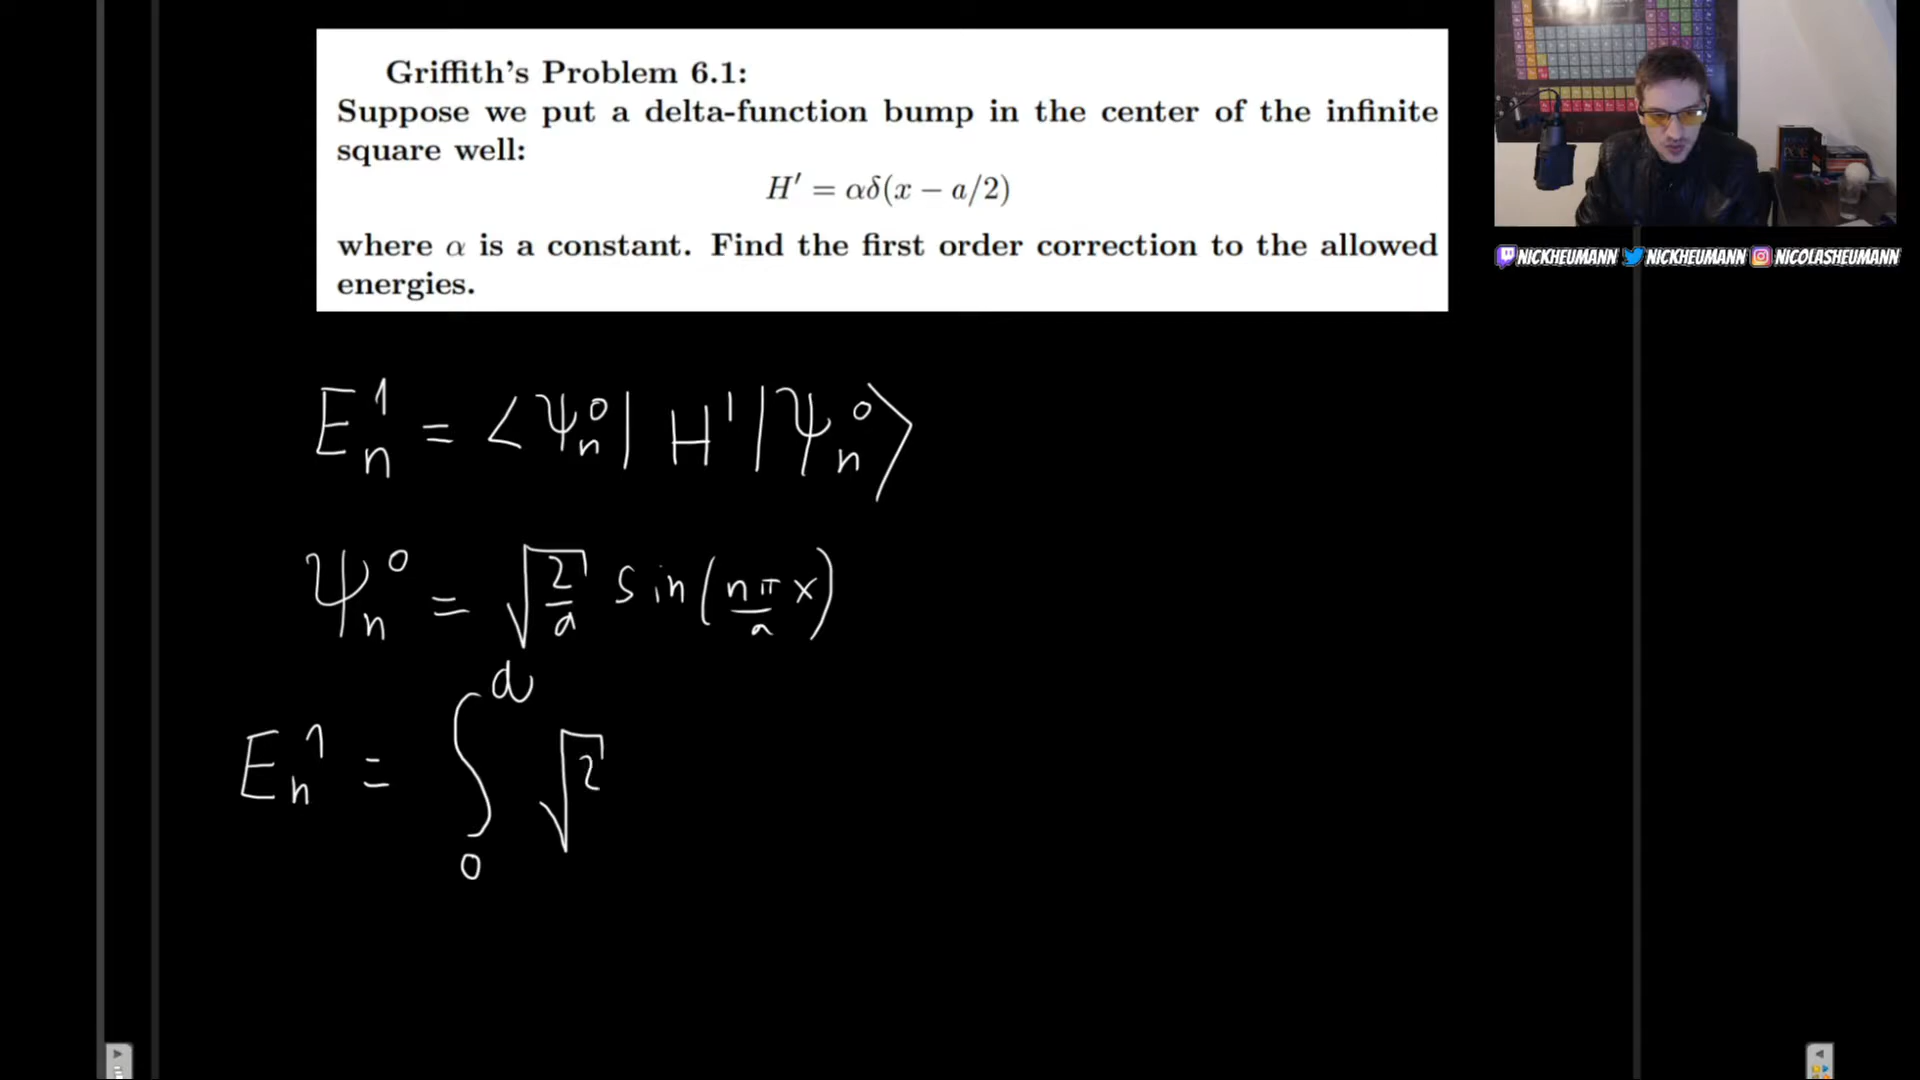 Griffith's Problem 6.1:
Suppose we put a delta-function bump in the center of the infinite
square well:
H′ = αδ(x − a/2)
where α is a constant. Find the first order correction to the allowed
energies.
NICKHEUMANN NICKHEUMANN NICOLASHEUMANN
E_n^1 = ⟨ψ_n^0| H' |ψ_n^0⟩
ψ_n^0 = √(2/a) sin(nπ/a x)
E_n^1 = ∫_0^a √2